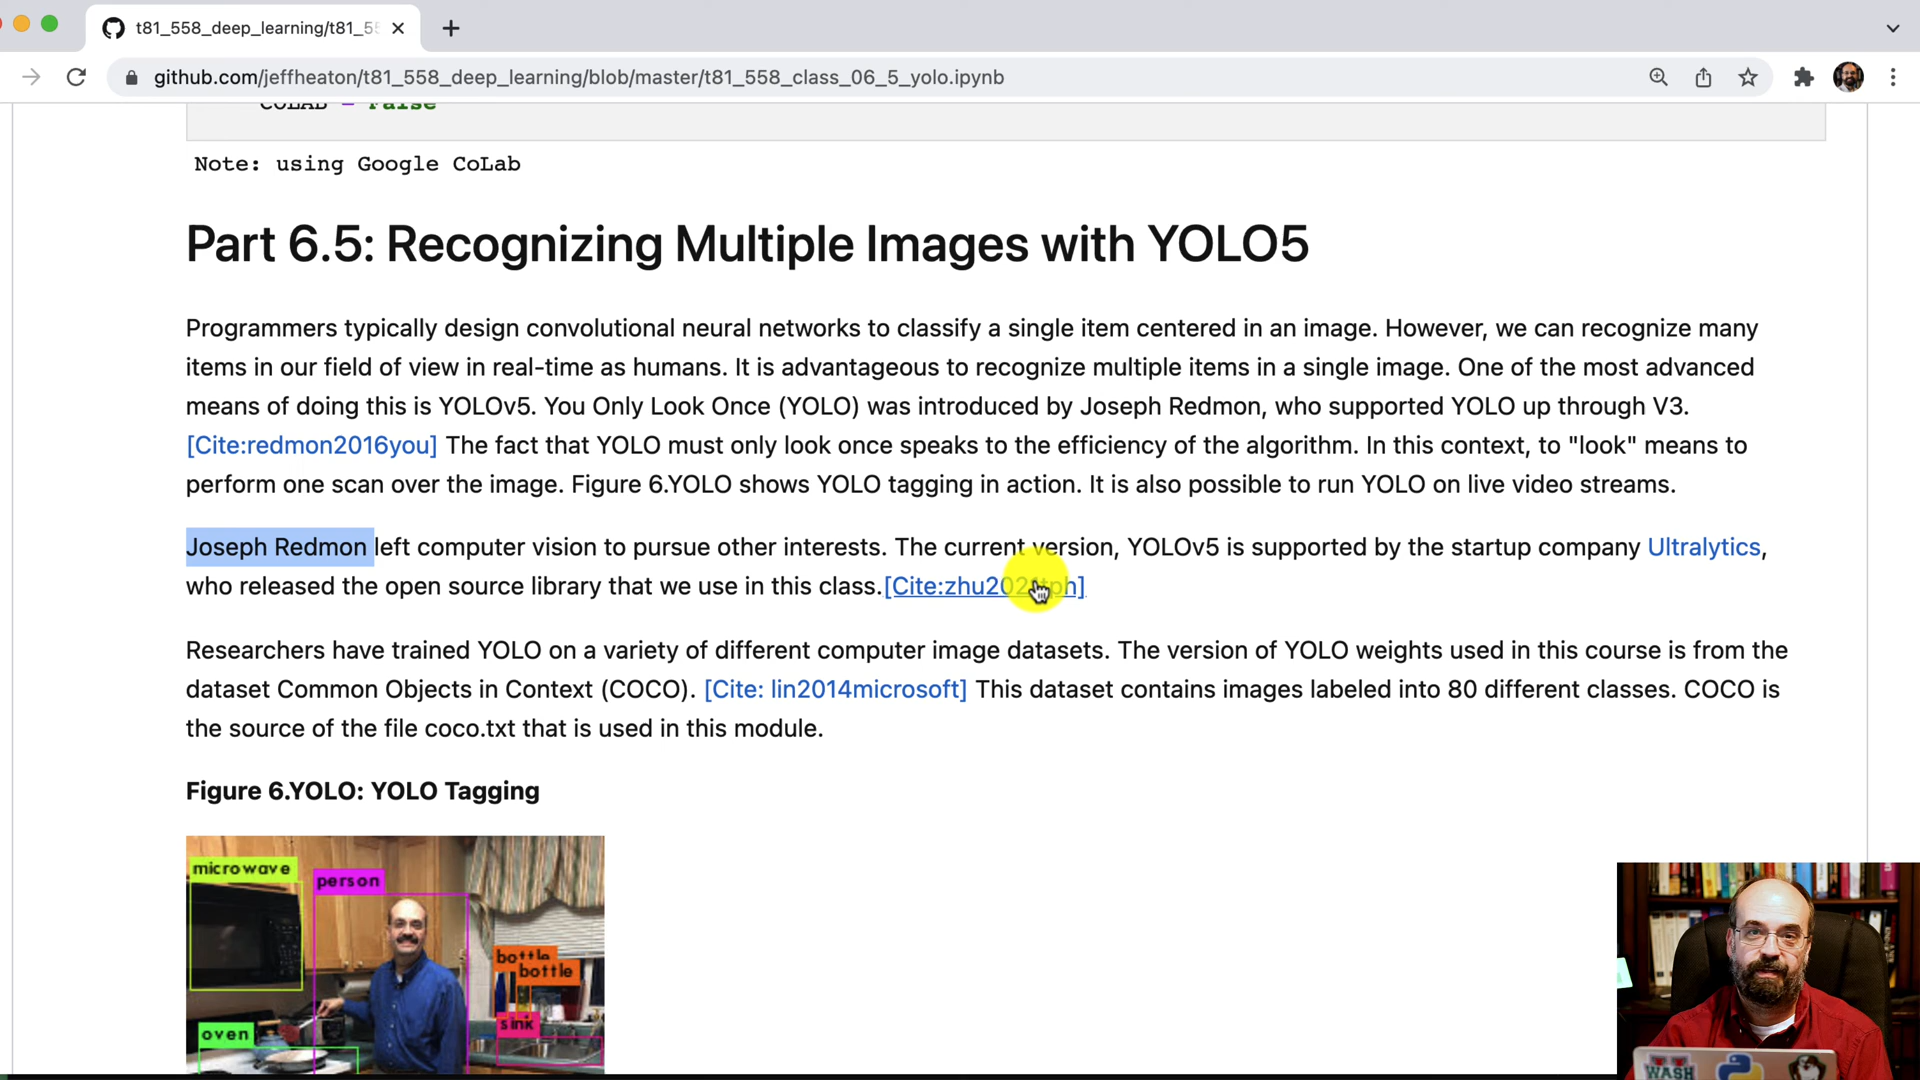 t81_558_deep_learning/t81_5
github.com/jeffheaton/t81_558_deep_learning/blob/master/t81_558_class_06_5_yolo.ipynb
COLAB = False
Note: using Google CoLab
Part 6.5: Recognizing Multiple Images with YOLO5
Programmers typically design convolutional neural networks to classify a single item centered in an image. However, we can recognize many
items in our field of view in real-time as humans. It is advantageous to recognize multiple items in a single image. One of the most advanced
means of doing this is YOLOv5. You Only Look Once (YOLO) was introduced by Joseph Redmon, who supported YOLO up through V3.
[Cite:redmon2016you] The fact that YOLO must only look once speaks to the efficiency of the algorithm. In this context, to "look" means to
perform one scan over the image. Figure 6.YOLO shows YOLO tagging in action. It is also possible to run YOLO on live video streams.
Joseph Redmon left computer vision to pursue other interests. The current version, YOLOv5 is supported by the startup company Ultralytics,
who released the open source library that we use in this class.
Researchers have trained YOLO on a variety of different computer image datasets. The version of YOLO weights used in this course is from the
dataset Common Objects in Context (COCO). [Cite: lin2014microsoft] This dataset contains images labeled into 80 different classes. COCO is
the source of the file coco.txt that is used in this module.
Figure 6.YOLO: YOLO Tagging
microwave
person
bottle
bottle
sink
oven
WASH